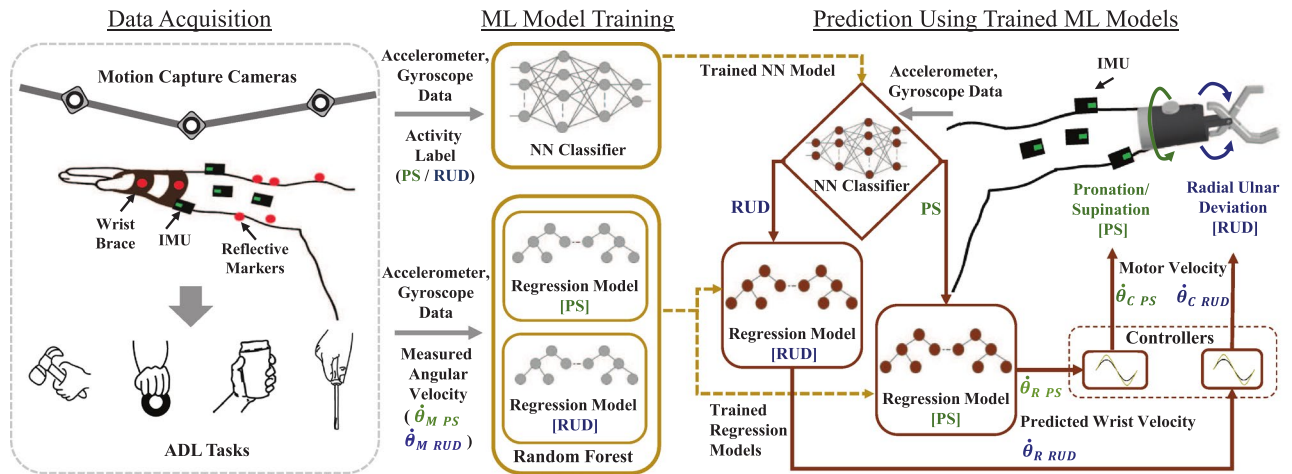 Data Acquisition
Motion Capture Cameras
Wrist
Brace
IMU
Reflective
Markers
ADL Tasks
ML Model Training
Accelerometer,
Gyroscope
Data
Activity
Label
(PS / RUD)
NN Classifier
Accelerometer,
Gyroscope
Data
Measured
Angular
Velocity
( θ̇M PS
θ̇M RUD )
Regression Model
[PS]
Regression Model
[RUD]
Random Forest
Prediction Using Trained ML Models
Trained NN Model
Accelerometer,
Gyroscope Data
IMU
NN Classifier
RUD
PS
Pronation/
Supination
[PS]
Radial Ulnar
Deviation
[RUD]
Regression Model
[RUD]
Motor Velocity
θ̇C PS
θ̇C RUD
Controllers
Regression Model
[PS]
θ̇R PS
Trained
Regression
Models
Predicted Wrist Velocity
θ̇R RUD